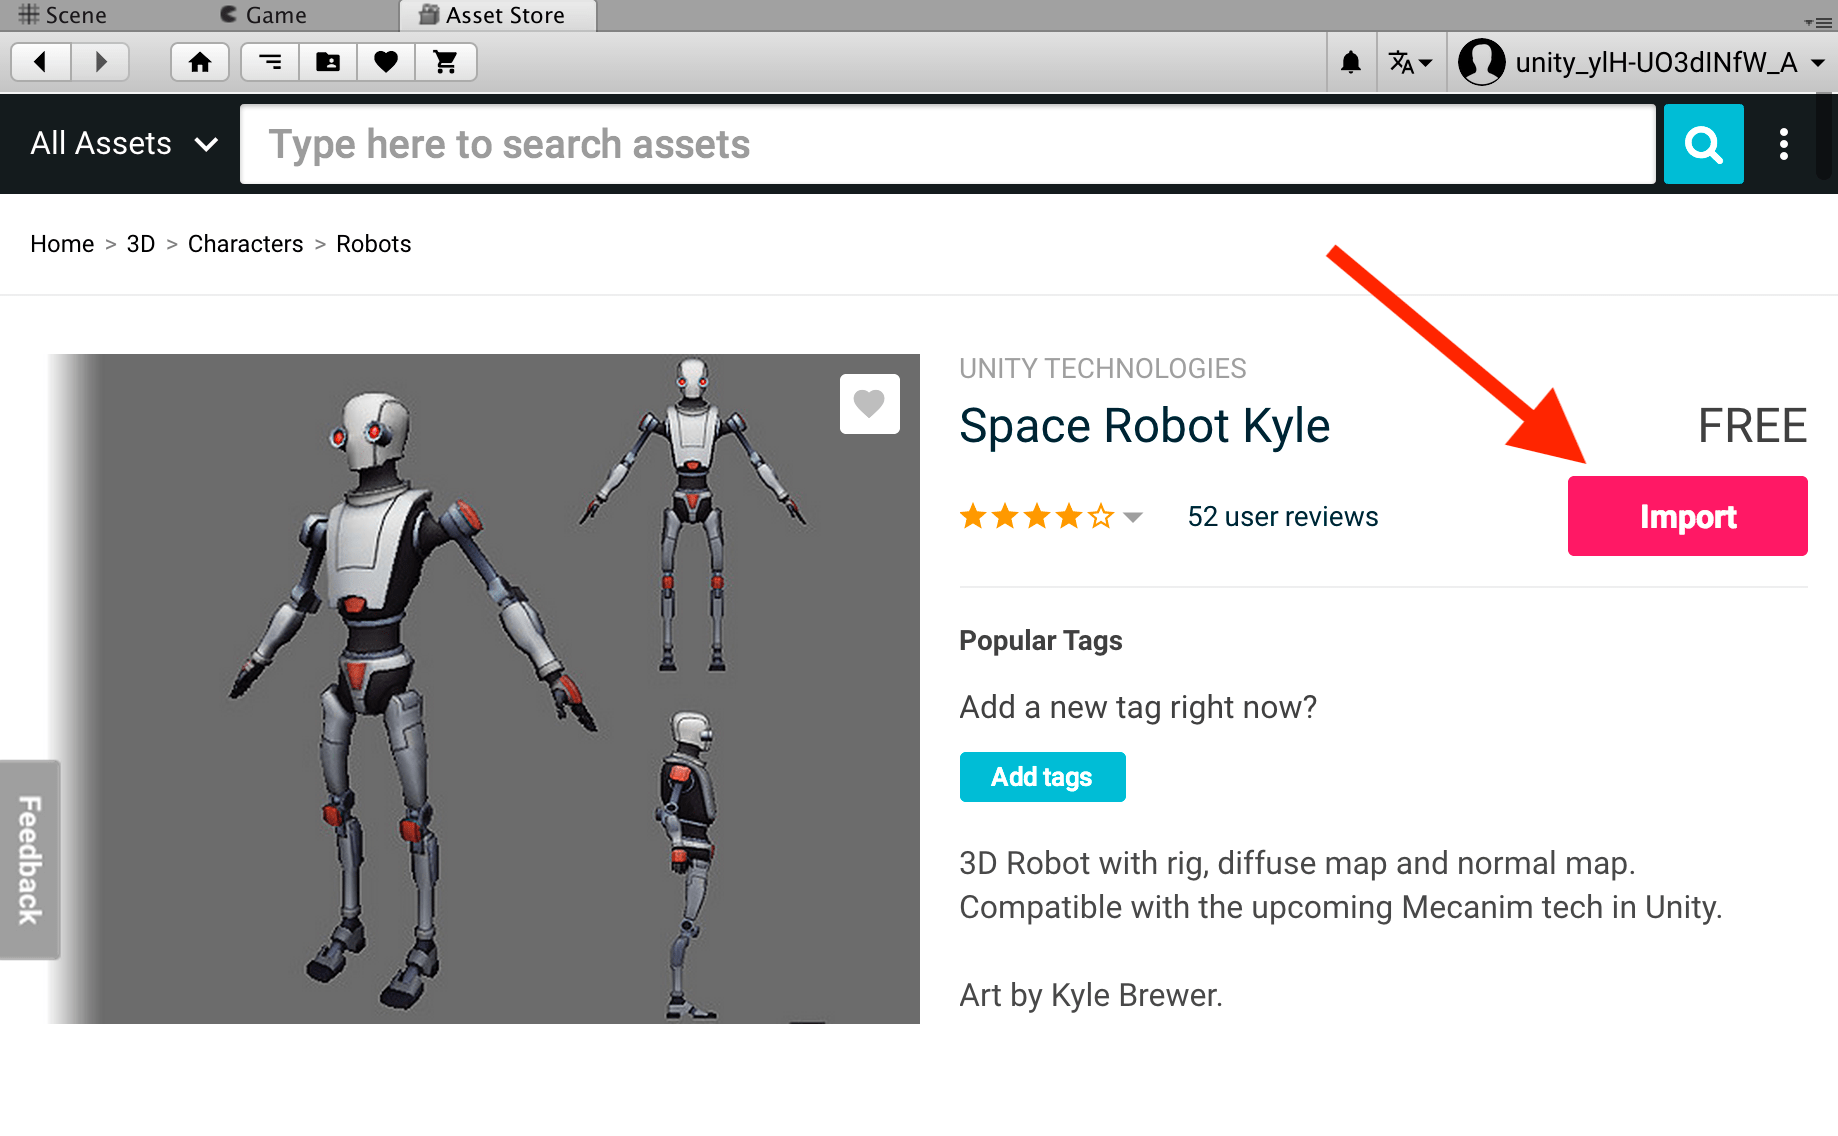 Scene
Game
Asset Store
unity_ylH-UO3dINfW_A
All Assets
Type here to search assets
Home > 3D > Characters > Robots
UNITY TECHNOLOGIES
Space Robot Kyle
FREE
52 user reviews
Import
Popular Tags
Add a new tag right now?
Add tags
Feedback
3D Robot with rig, diffuse map and normal map.
Compatible with the upcoming Mecanim tech in Unity.
Art by Kyle Brewer.